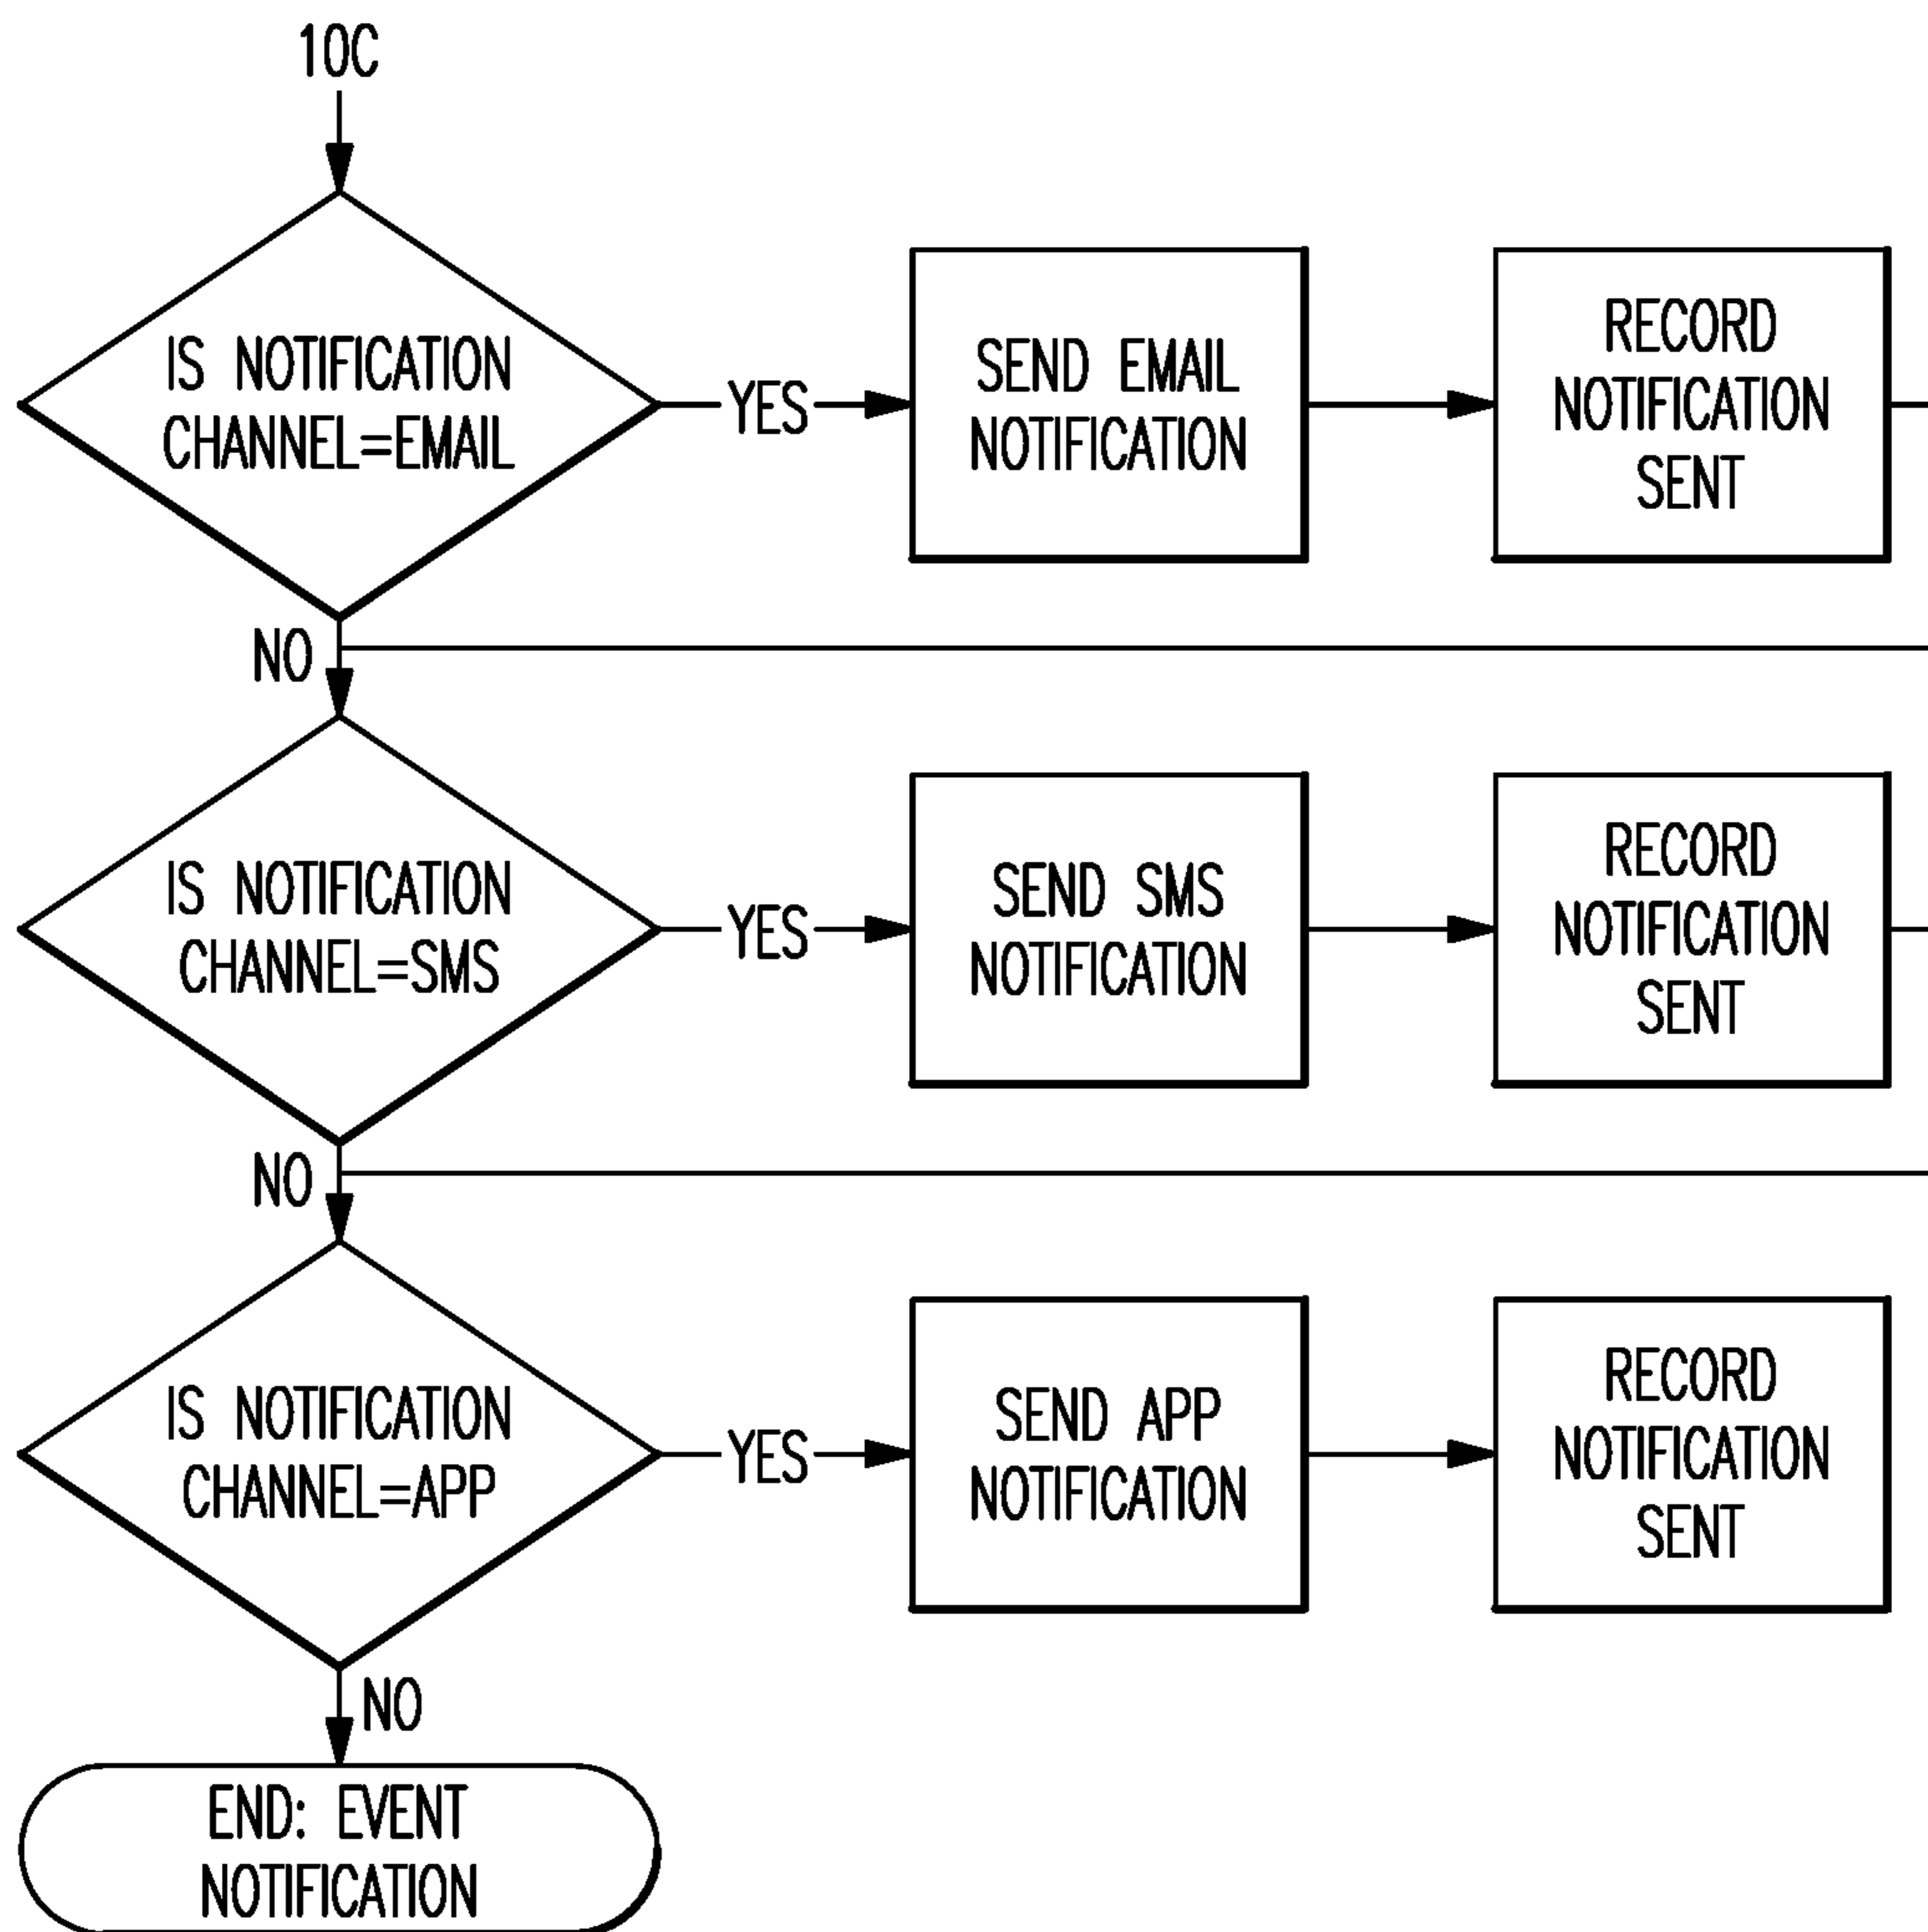 10C
IS NOTIFICATION
CHANNEL=EMAIL
YES
SEND EMAIL
NOTIFICATION
RECORD
NOTIFICATION
SENT
NO
IS NOTIFICATION
CHANNEL=SMS
YES
SEND SMS
NOTIFICATION
RECORD
NOTIFICATION
SENT
NO
IS NOTIFICATION
CHANNEL=APP
YES
SEND APP
NOTIFICATION
RECORD
NOTIFICATION
SENT
NO
END: EVENT
NOTIFICATION